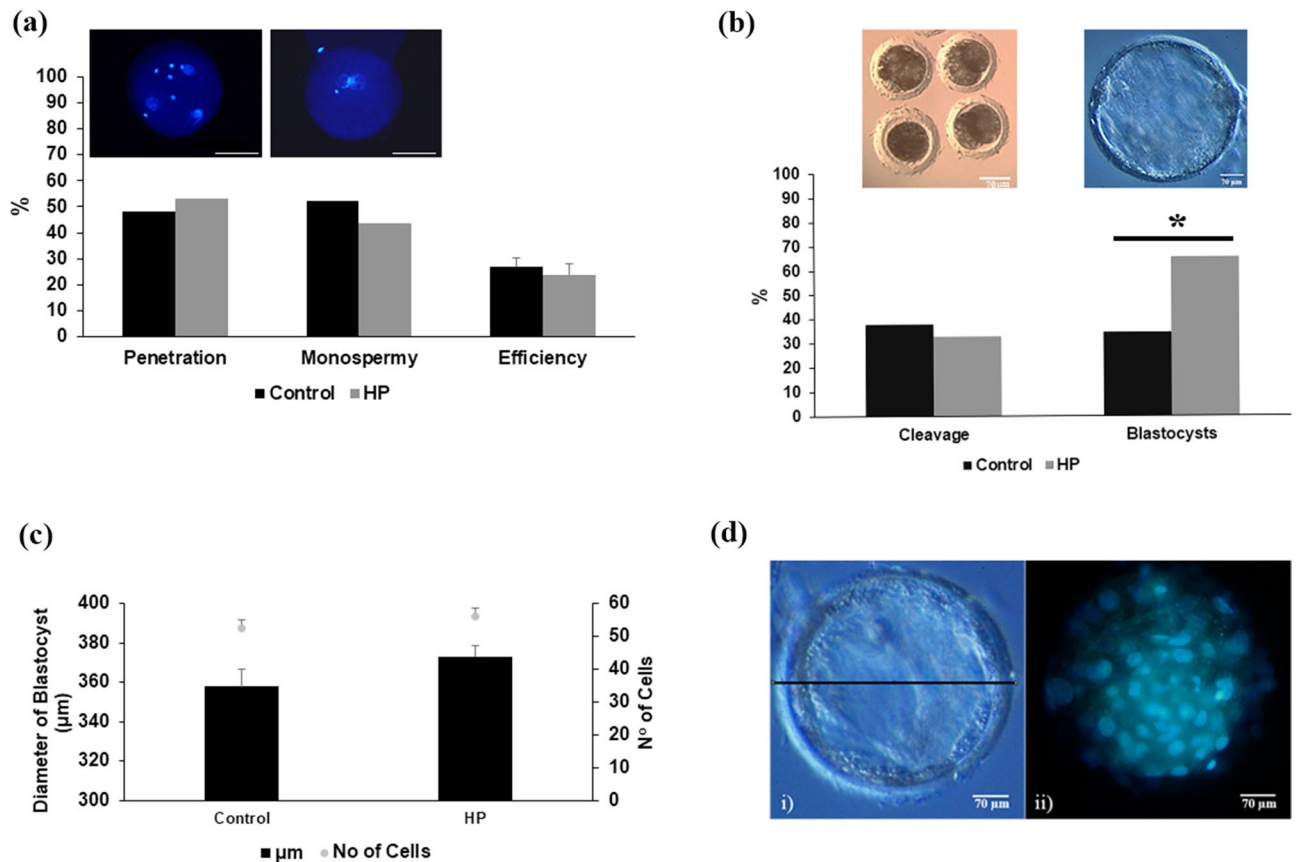 (a)
100
90
80
70
60
50
40
30
20
10
0
%
Penetration Monospermy Efficiency
Control HP
(b)
70 µm
70 µm
100
90
80
70
60
50
40
30
20
10
0
%
*
Cleavage Blastocysts
Control HP
(c)
400
380
360
340
320
300
Diameter of Blastocyst
(µm)
60
50
40
30
20
10
0
Nº of Cells
Control HP
µm No of Cells
(d)
i) 70 µm
ii) 70 µm